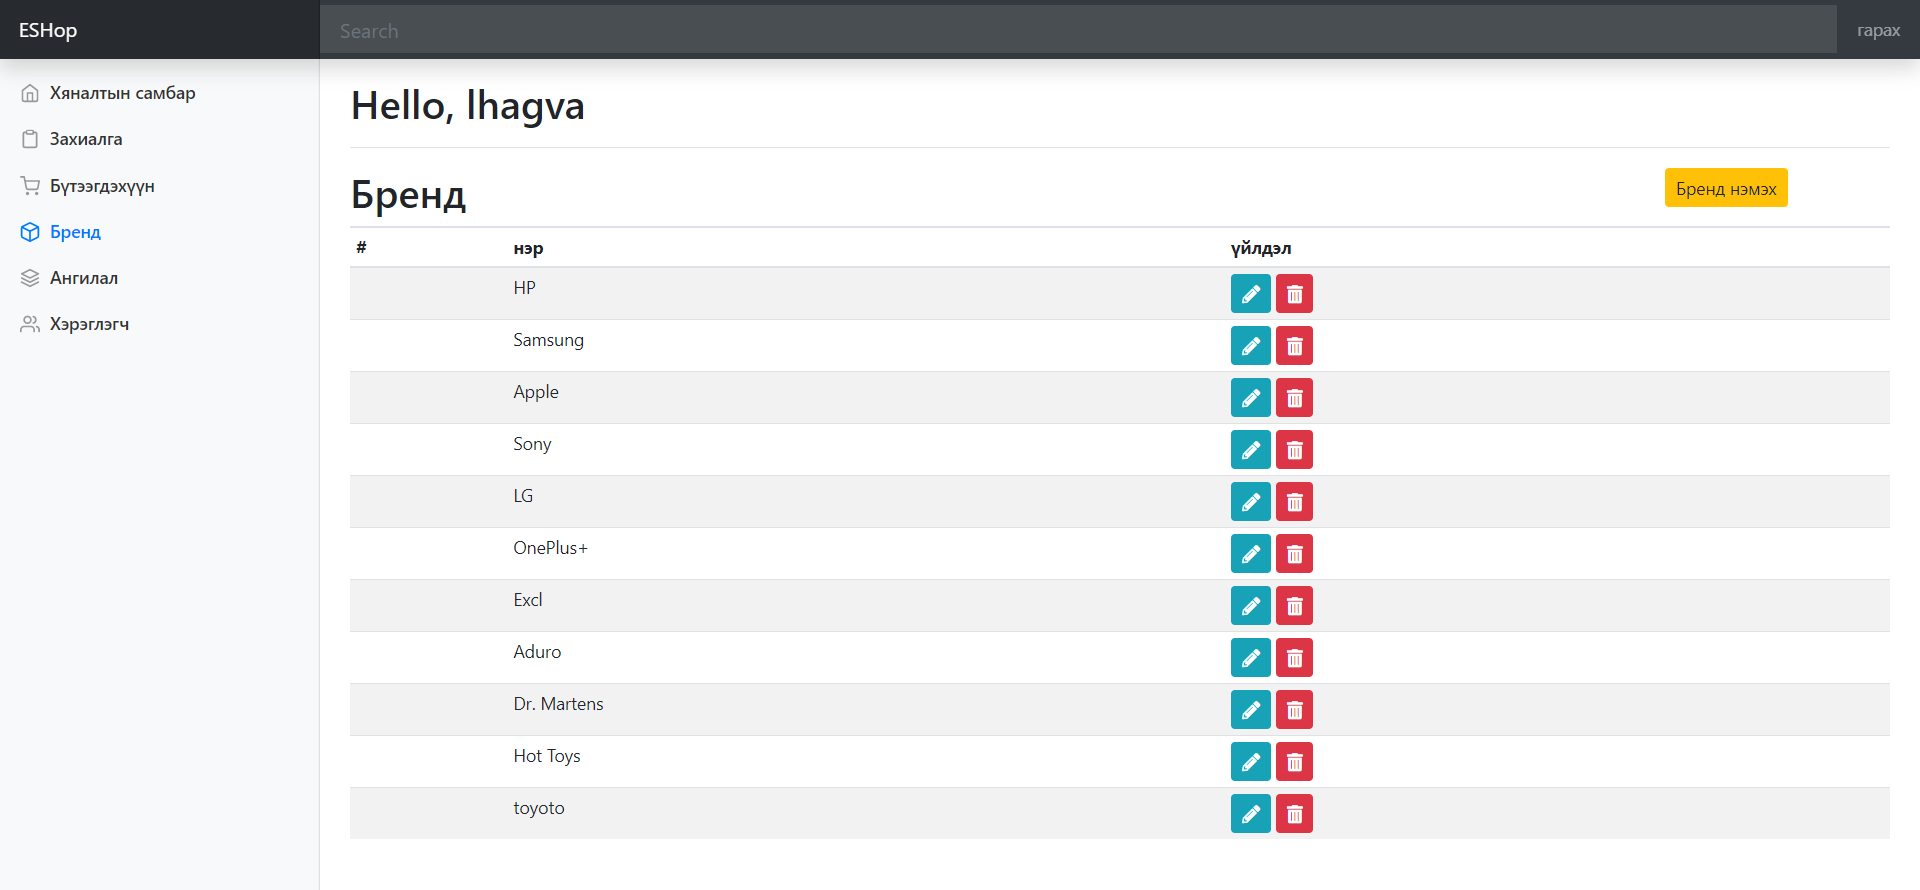 ESHop
Search
гарах
Хяналтын самбар
Захиалга
Бүтээгдэхүүн
Бренд
Ангилал
Хэрэглэгч
Hello, lhagva
Бренд
Бренд нэмэх
# нэр үйлдэл
HP
Samsung
Apple
Sony
LG
OnePlus+
Excl
Aduro
Dr. Martens
Hot Toys
toyoto